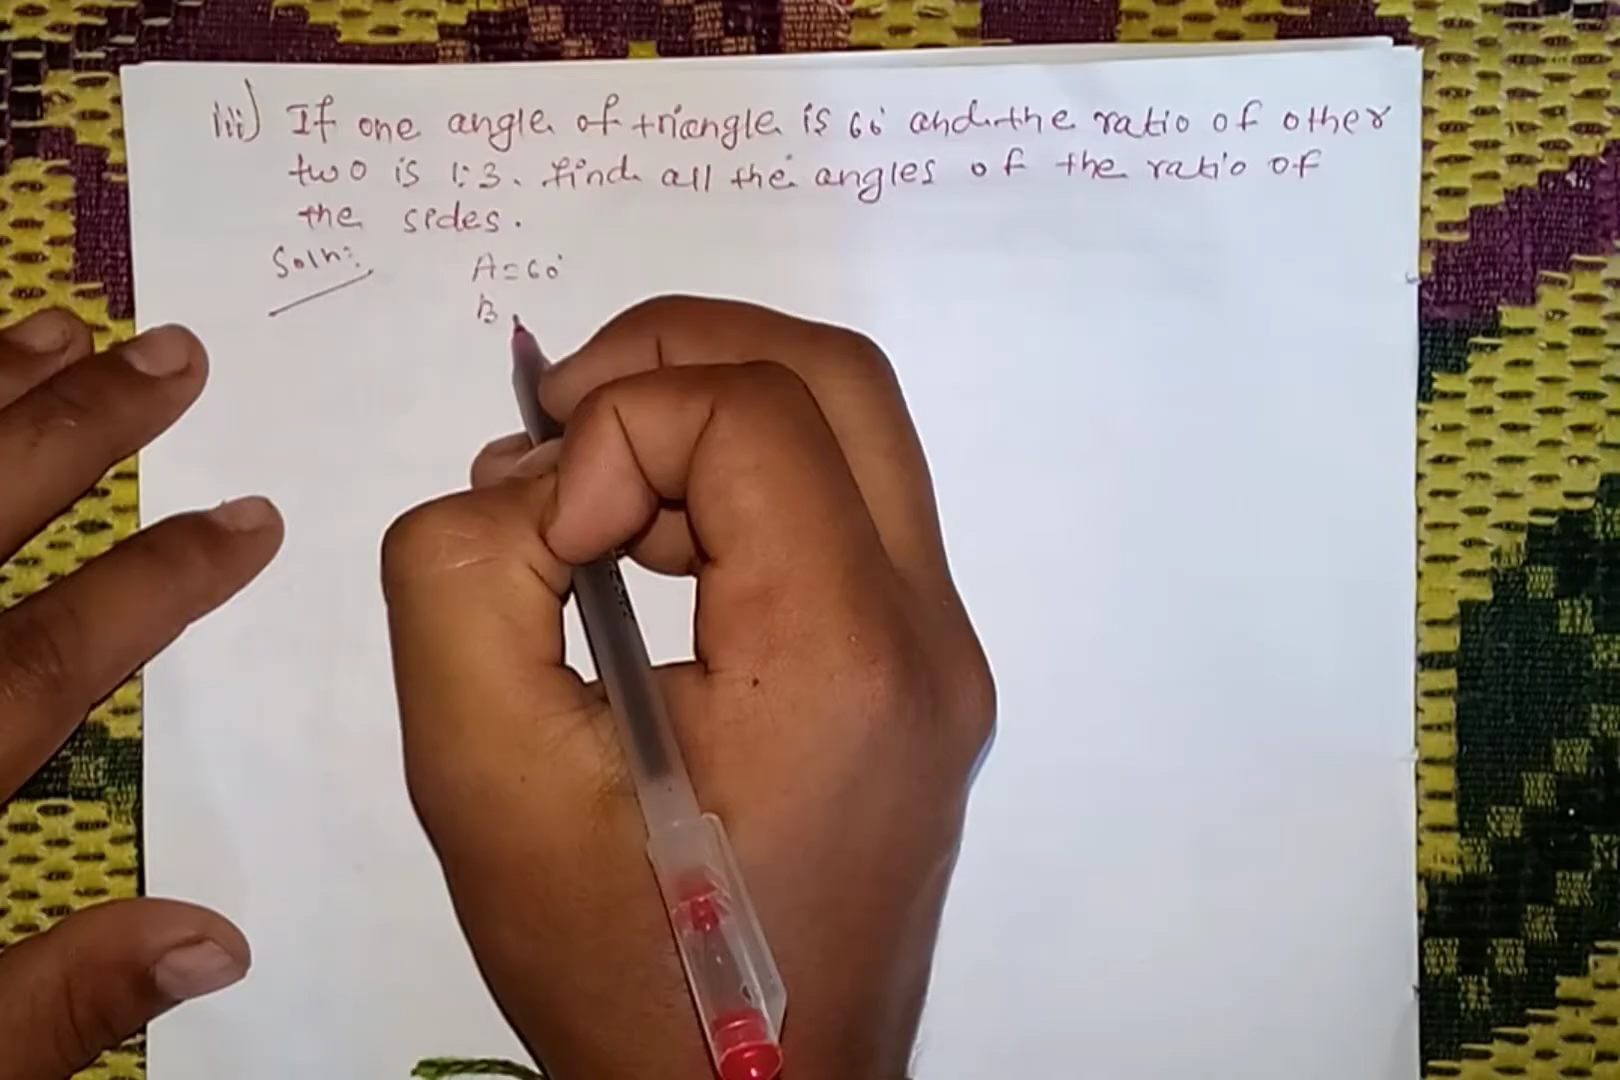 iii) If one angle of triangle is 60° and the ratio of other
two is 1:3. find all the angles of the ratio of
the sides.
Soln:
A = 60°
B